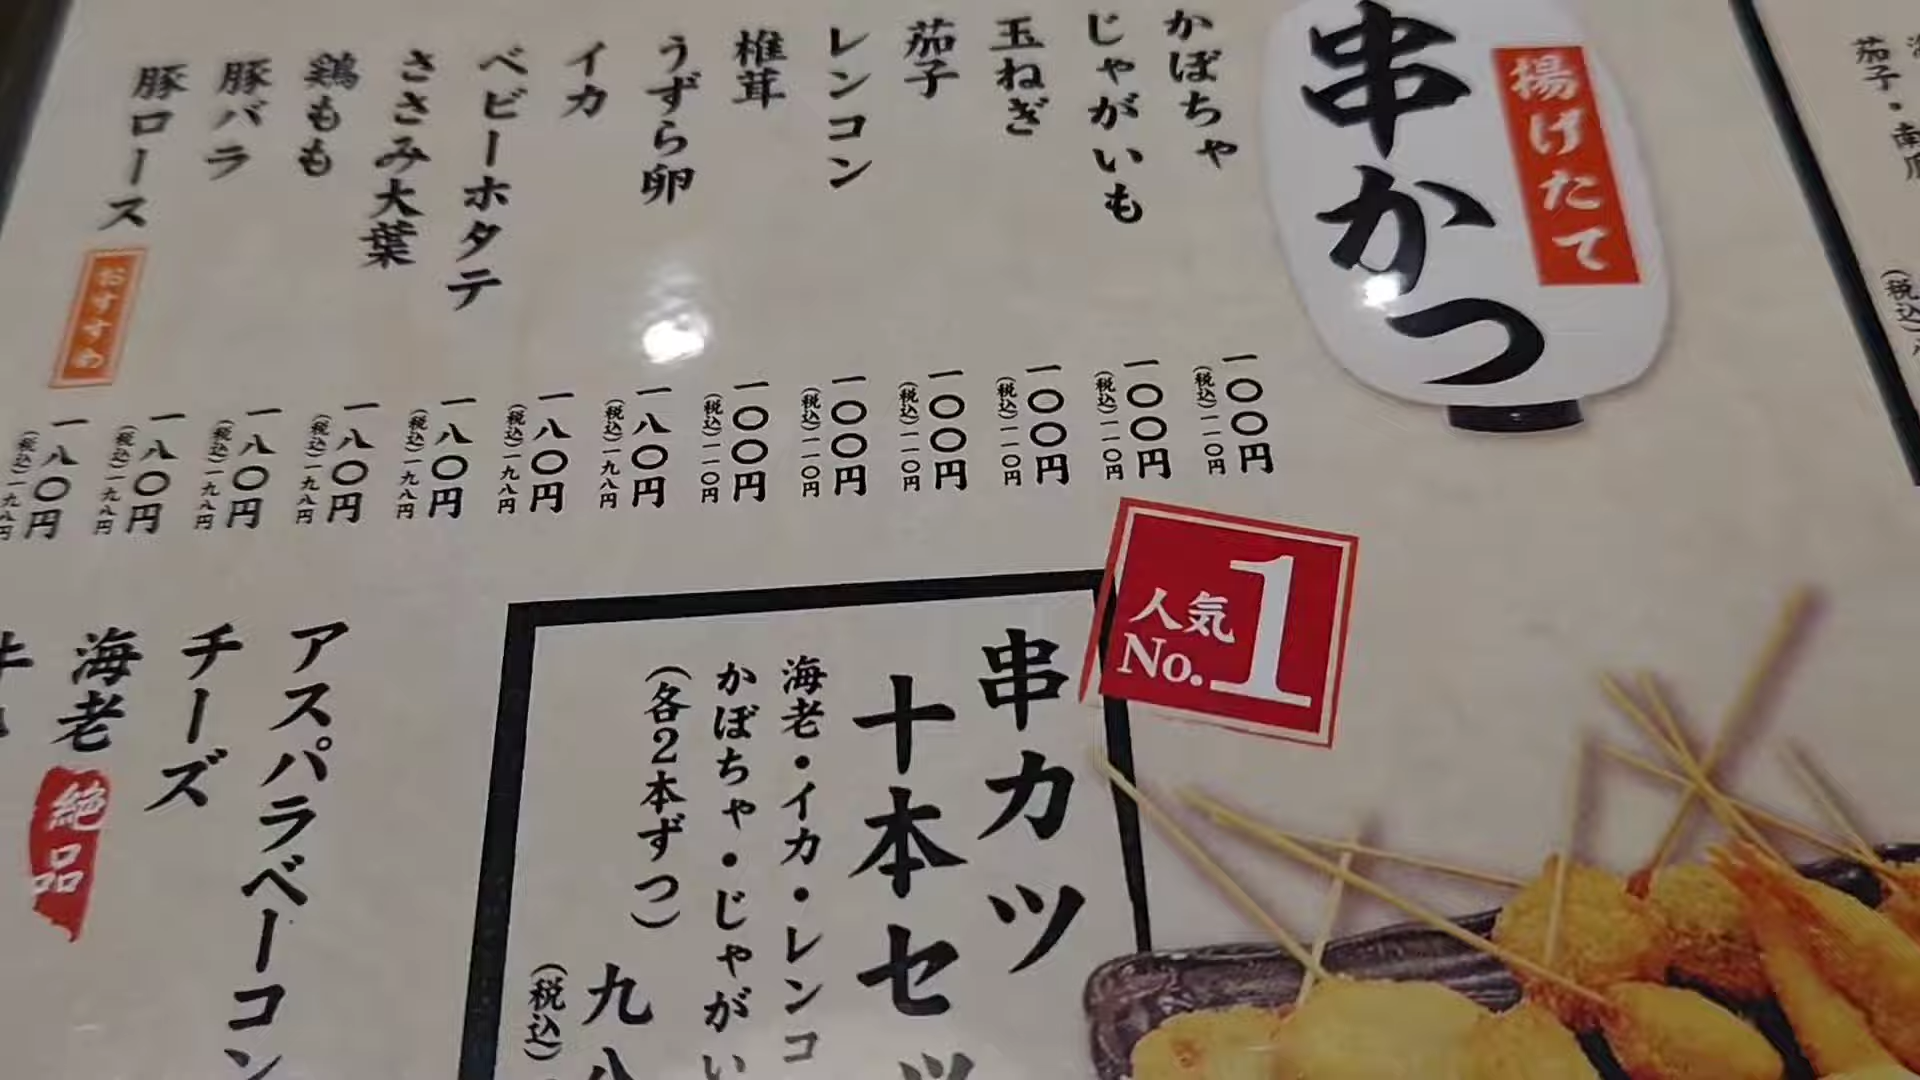 揚げたて
串かつ
かぼちゃ
一〇〇円
(税込)一一〇円
じゃがいも
一〇〇円
(税込)一一〇円
玉ねぎ
一〇〇円
(税込)一一〇円
茄子
一〇〇円
(税込)一一〇円
レンコン
一〇〇円
(税込)一一〇円
椎茸
一〇〇円
(税込)一一〇円
うずら卵
一八〇円
(税込)一九八円
イカ
一八〇円
(税込)一九八円
ベビーホタテ
一八〇円
(税込)一九八円
ささみ大葉
一八〇円
(税込)一九八円
鶏もも
一八〇円
(税込)一九八円
豚バラ
一八〇円
(税込)一九八円
豚ロース
おすすめ
一八〇円
(税込)一九八円
人気
No.1
串カツ
十本セッ
海老・イカ・レンコ
かぼちゃ・じゃがい
(各2本ずつ)
九八
(税込)
アスパラベーコン
チーズ
海老
絶品
茄子・南
(税込)